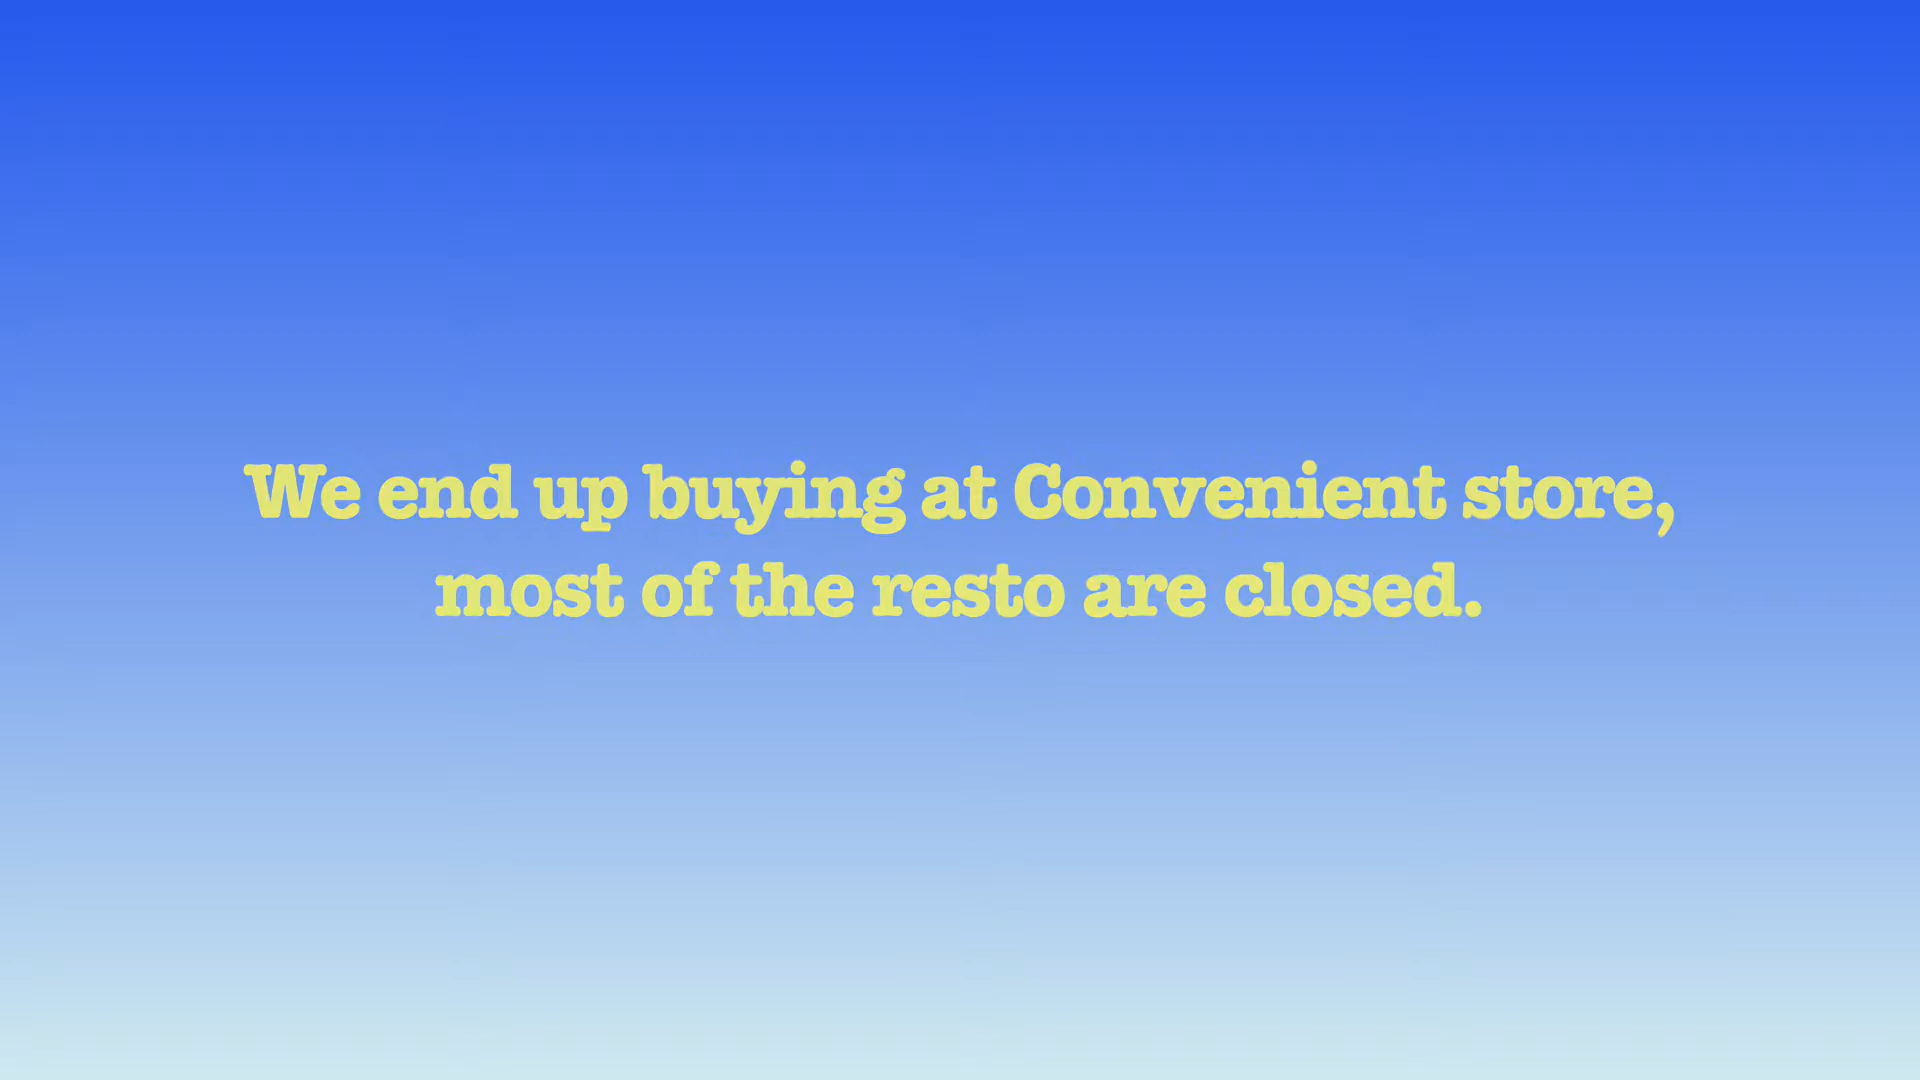 We end up buying at Convenient store,
most of the resto are closed.